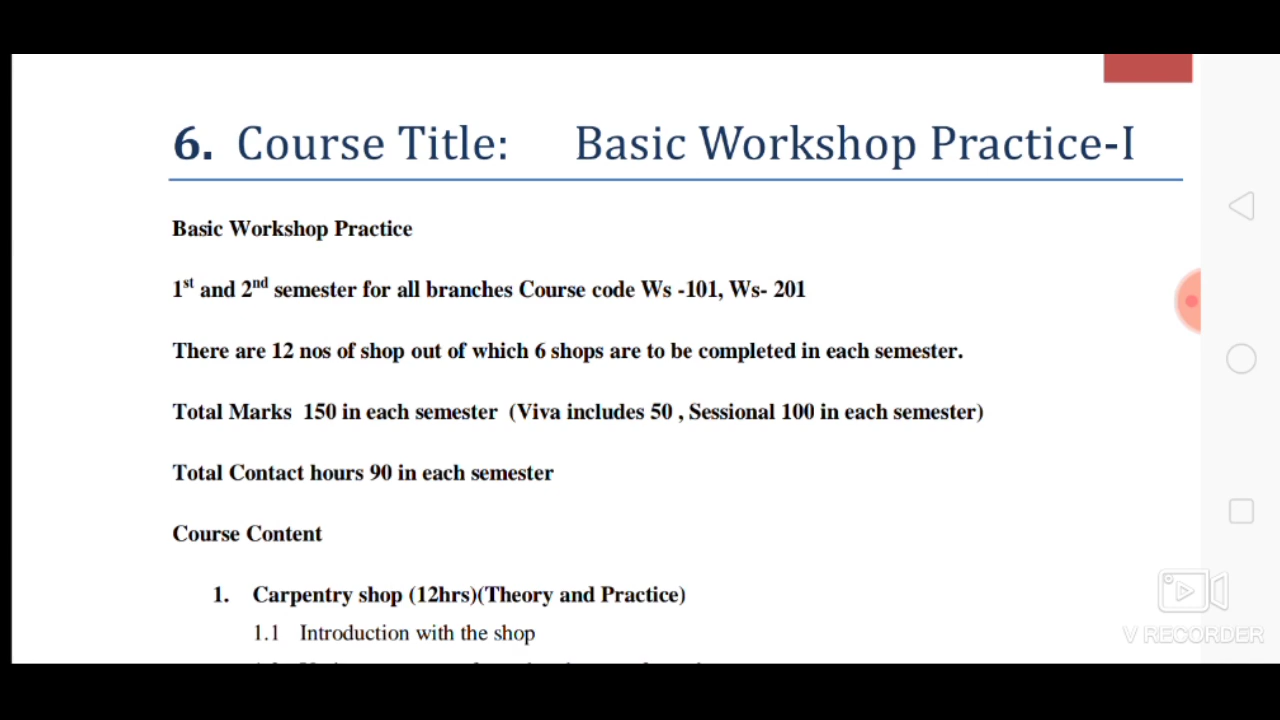 6. Course Title: Basic Workshop Practice-I
Basic Workshop Practice
1st and 2nd semester for all branches Course code Ws -101, Ws- 201
There are 12 nos of shop out of which 6 shops are to be completed in each semester.
Total Marks 150 in each semester (Viva includes 50 , Sessional 100 in each semester)
Total Contact hours 90 in each semester
Course Content
1. Carpentry shop (12hrs)(Theory and Practice)
1.1 Introduction with the shop
V RECORDER